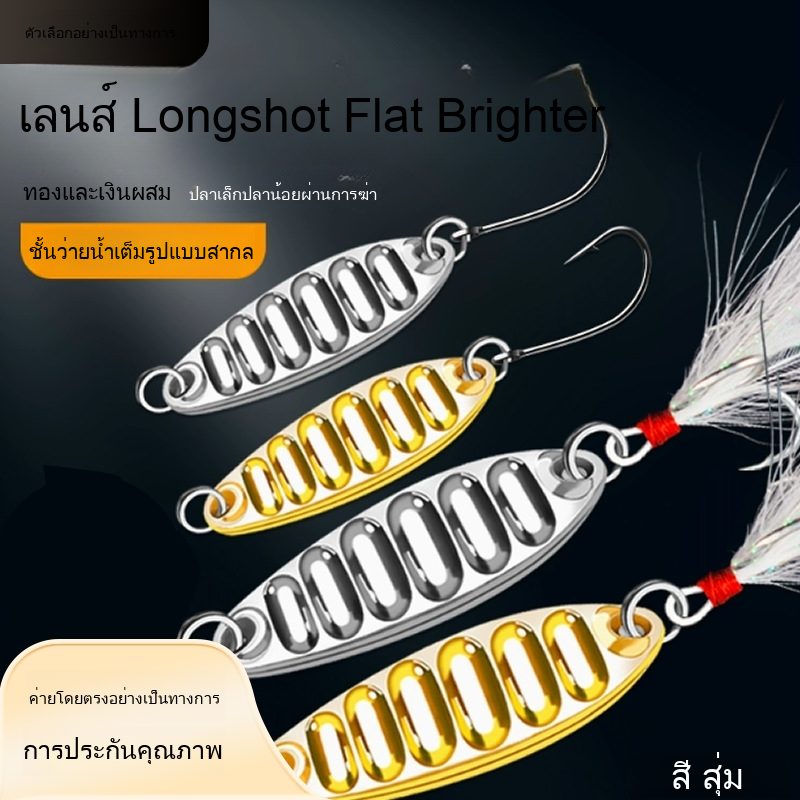 ตัวเลือกอย่างเป็นทางการ
เลนส์ Longshot Flat Brighter
ทองและเงินผสม ปลาเล็กปลาน้อยผ่านการฆ่า
ชั้นว่ายน้ำเต็มรูปแบบสากล
ค่ายโดยตรงอย่างเป็นทางการ
การประกันคุณภาพ
สี สุ่ม